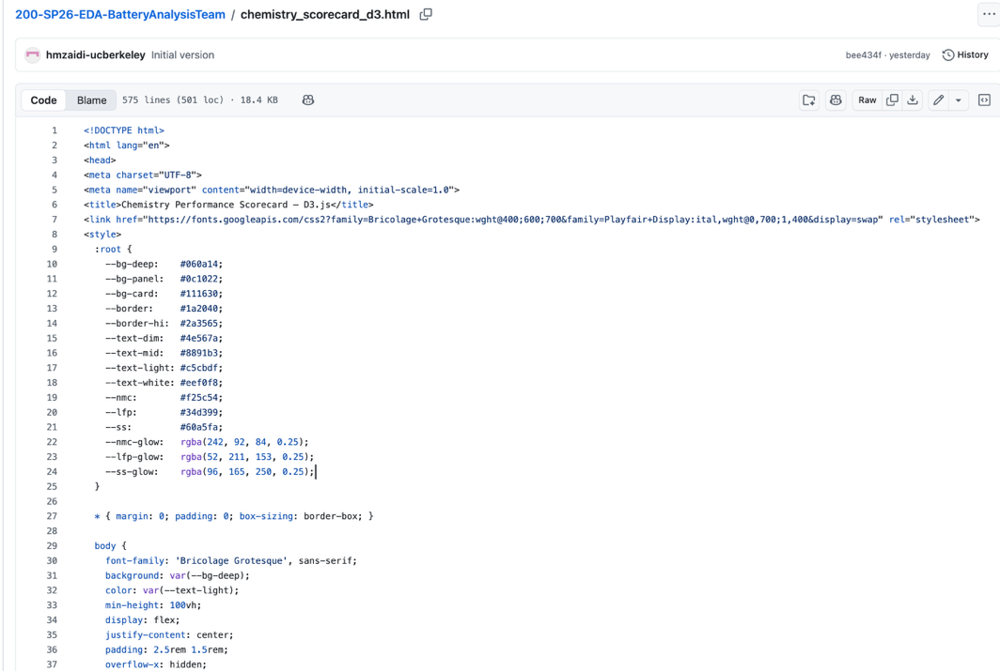 200-SP26-EDA-BatteryAnalysisTeam / chemistry_scorecard_d3.html
hmzaidi-ucberkeley Initial version bee434f · yesterday History
Code Blame 575 lines (501 loc) · 18.4 KB Raw
1 <!DOCTYPE html>
2 <html lang="en">
3 <head>
4 <meta charset="UTF-8">
5 <meta name="viewport" content="width=device-width, initial-scale=1.0">
6 <title>Chemistry Performance Scorecard — D3.js</title>
7 <link href="https://fonts.googleapis.com/css2?family=Bricolage+Grotesque:wght@400;600;700&family=Playfair+Display:ital,wght@0,700;1,400&display=swap" rel="stylesheet">
8 <style>
9 :root {
10 --bg-deep: #060a14;
11 --bg-panel: #0c1022;
12 --bg-card: #111630;
13 --border: #1a2040;
14 --border-hi: #2a3565;
15 --text-dim: #4e567a;
16 --text-mid: #8891b3;
17 --text-light: #c5cbdf;
18 --text-white: #eef0f8;
19 --nmc: #f25c54;
20 --lfp: #34d399;
21 --ss: #60a5fa;
22 --nmc-glow: rgba(242, 92, 84, 0.25);
23 --lfp-glow: rgba(52, 211, 153, 0.25);
24 --ss-glow: rgba(96, 165, 250, 0.25);
25 }
26
27 * { margin: 0; padding: 0; box-sizing: border-box; }
28
29 body {
30 font-family: 'Bricolage Grotesque', sans-serif;
31 background: var(--bg-deep);
32 color: var(--text-light);
33 min-height: 100vh;
34 display: flex;
35 justify-content: center;
36 padding: 2.5rem 1.5rem;
37 overflow-x: hidden;